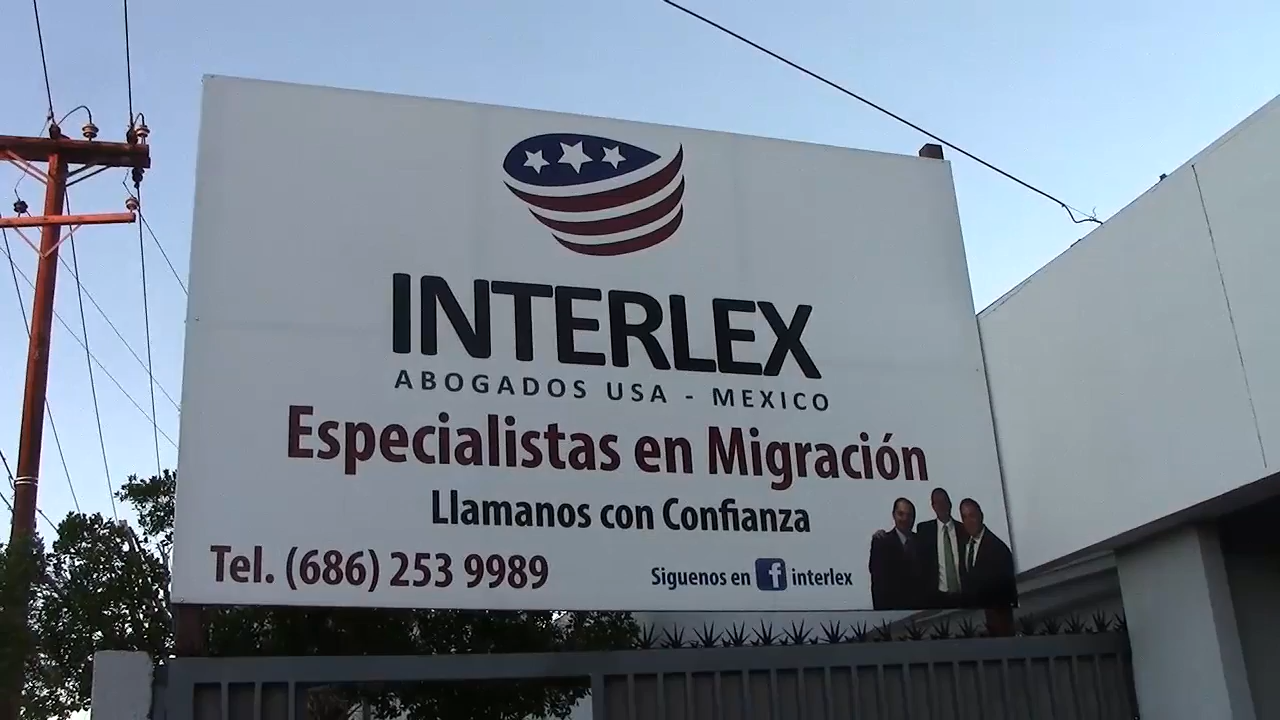 INTERLEX
ABOGADOS USA - MEXICO
Especialistas en Migración
Llamanos con Confianza
Tel. (686) 253 9989
Siguenos en f interlex